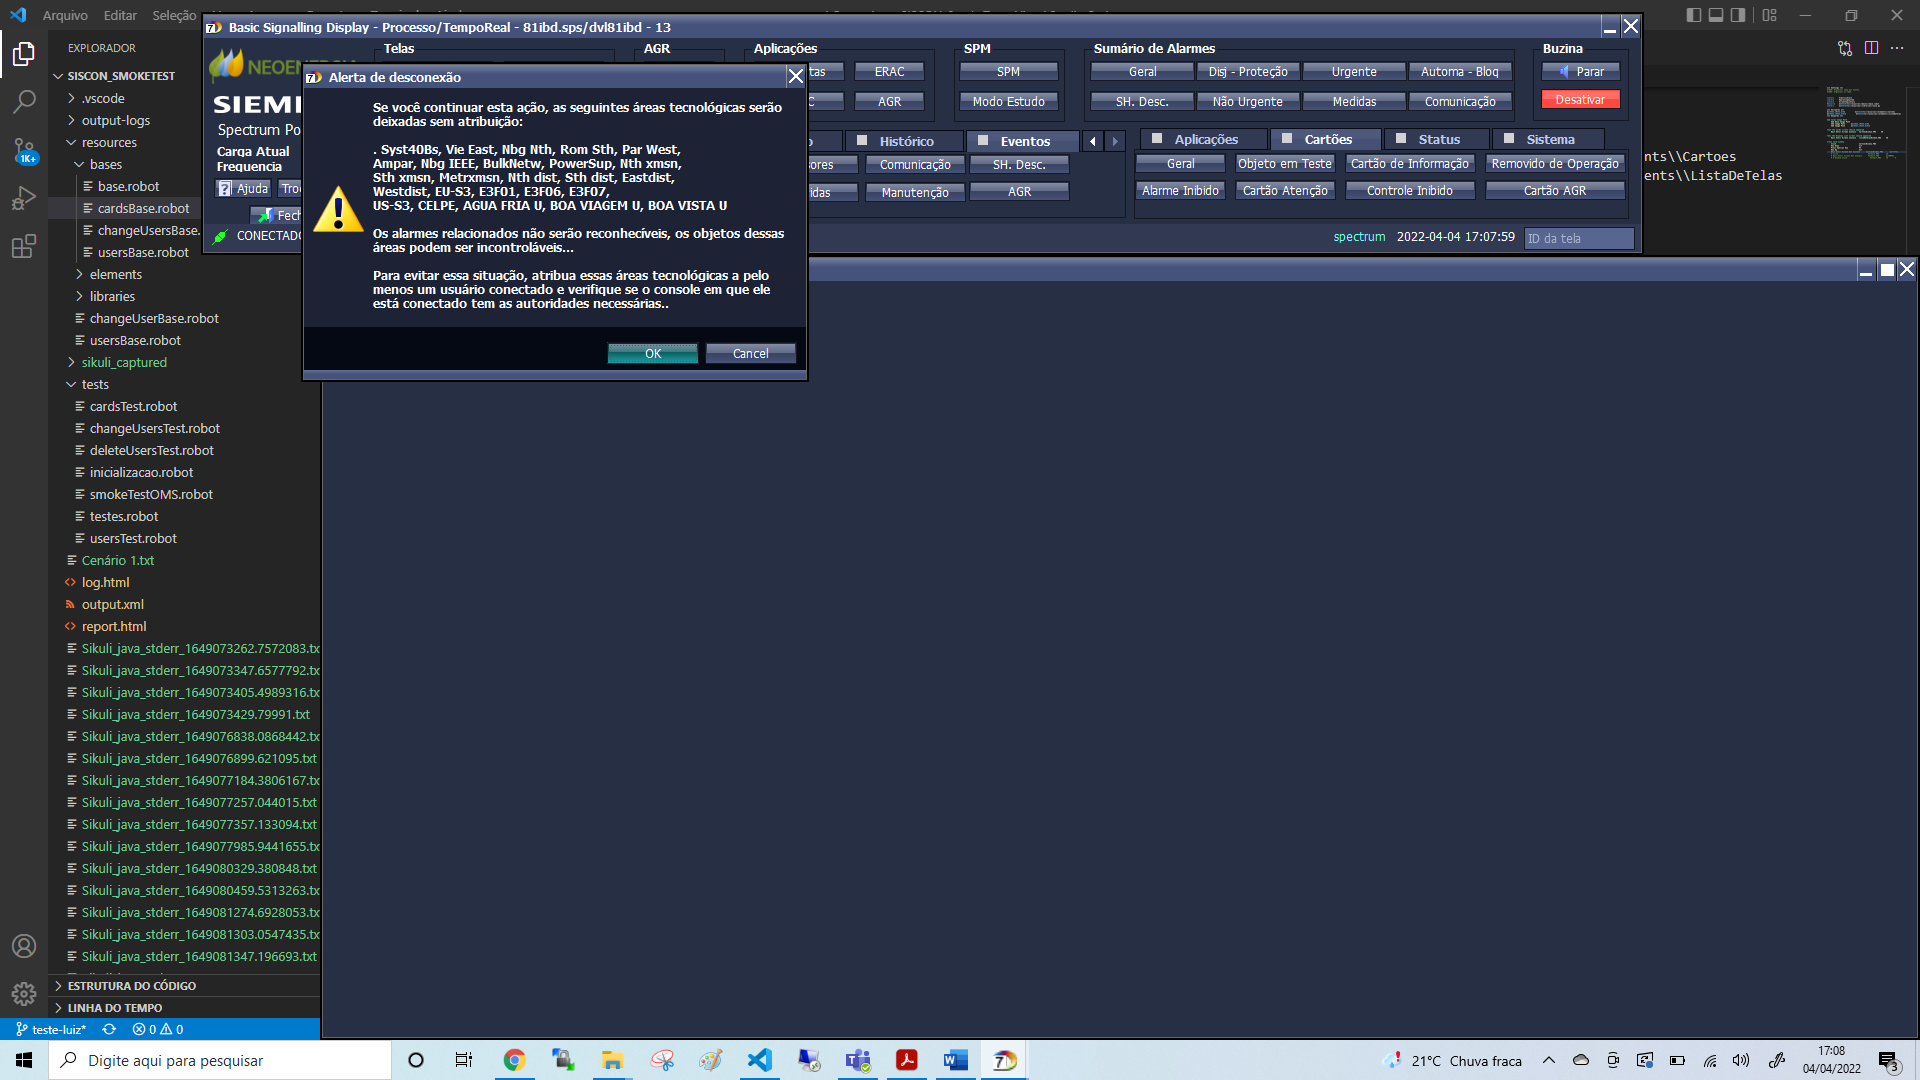 Arquivo Editar Seleção
Basic Signalling Display - Processo/TempoReal - 81ibd.sps/dvl81ibd - 13
EXPLORADOR
SISCON_SMOKETEST
.vscode
output-logs
resources
bases
base.robot
cardsBase.robot
changeUsersBase.
usersBase.robot
elements
libraries
changeUserBase.robot
usersBase.robot
sikuli_captured
tests
cardsTest.robot
changeUsersTest.robot
deleteUsersTest.robot
inicializacao.robot
smokeTestOMS.robot
testes.robot
usersTest.robot
Cenário 1.txt
log.html
output.xml
report.html
Sikuli_java_stderr_1649073262.7572083.tx
Sikuli_java_stderr_1649073347.6577792.tx
Sikuli_java_stderr_1649073405.4989316.tx
Sikuli_java_stderr_1649073429.79991.txt
Sikuli_java_stderr_1649076838.0868442.tx
Sikuli_java_stderr_1649076899.621095.txt
Sikuli_java_stderr_1649077184.3806167.tx
Sikuli_java_stderr_1649077257.044015.txt
Sikuli_java_stderr_1649077357.133094.txt
Sikuli_java_stderr_1649077985.9441655.tx
Sikuli_java_stderr_1649080329.380848.txt
Sikuli_java_stderr_1649080459.5313263.tx
Sikuli_java_stderr_1649081274.6928053.tx
Sikuli_java_stderr_1649081303.0547435.tx
Sikuli_java_stderr_1649081347.196693.txt
ESTRUTURA DO CÓDIGO
LINHA DO TEMPO
teste-luiz* 0 0
1K+
Telas AGR Aplicações SPM Sumário de Alarmes Buzina
NEOEN
SIEM
Spectrum Po
Carga Atual
Frequencia
Ajuda Tro
Fech
CONECTADO
tas ERAC SPM Geral Disj - Proteção Urgente Automa - Bloq Parar
C AGR Modo Estudo SH. Desc. Não Urgente Medidas Comunicação Desativar
o Histórico Eventos Aplicações Cartões Status Sistema
ores Comunicação SH. Desc. Geral Objeto em Teste Cartão de Informação Removido de Operação
idas Manutenção AGR Alarme Inibido Cartão Atenção Controle Inibido Cartão AGR
spectrum 2022-04-04 17:07:59 ID da tela
nts\\Cartoes
ents\\ListaDeTelas
Alerta de desconexão
Se você continuar esta ação, as seguintes áreas tecnológicas serão
deixadas sem atribuição:
. Syst40Bs, Vie East, Nbg Nth, Rom Sth, Par West,
Ampar, Nbg IEEE, BulkNetw, PowerSup, Nth xmsn,
Sth xmsn, Metrxmsn, Nth dist, Sth dist, Eastdist,
Westdist, EU-S3, E3F01, E3F06, E3F07,
US-S3, CELPE, AGUA FRIA U, BOA VIAGEM U, BOA VISTA U
Os alarmes relacionados não serão reconhecíveis, os objetos dessas
áreas podem ser incontroláveis...
Para evitar essa situação, atribua essas áreas tecnológicas a pelo
menos um usuário conectado e verifique se o console em que ele
está conectado tem as autoridades necessárias..
OK Cancel
Digite aqui para pesquisar
21°C Chuva fraca
17:08
04/04/2022
3